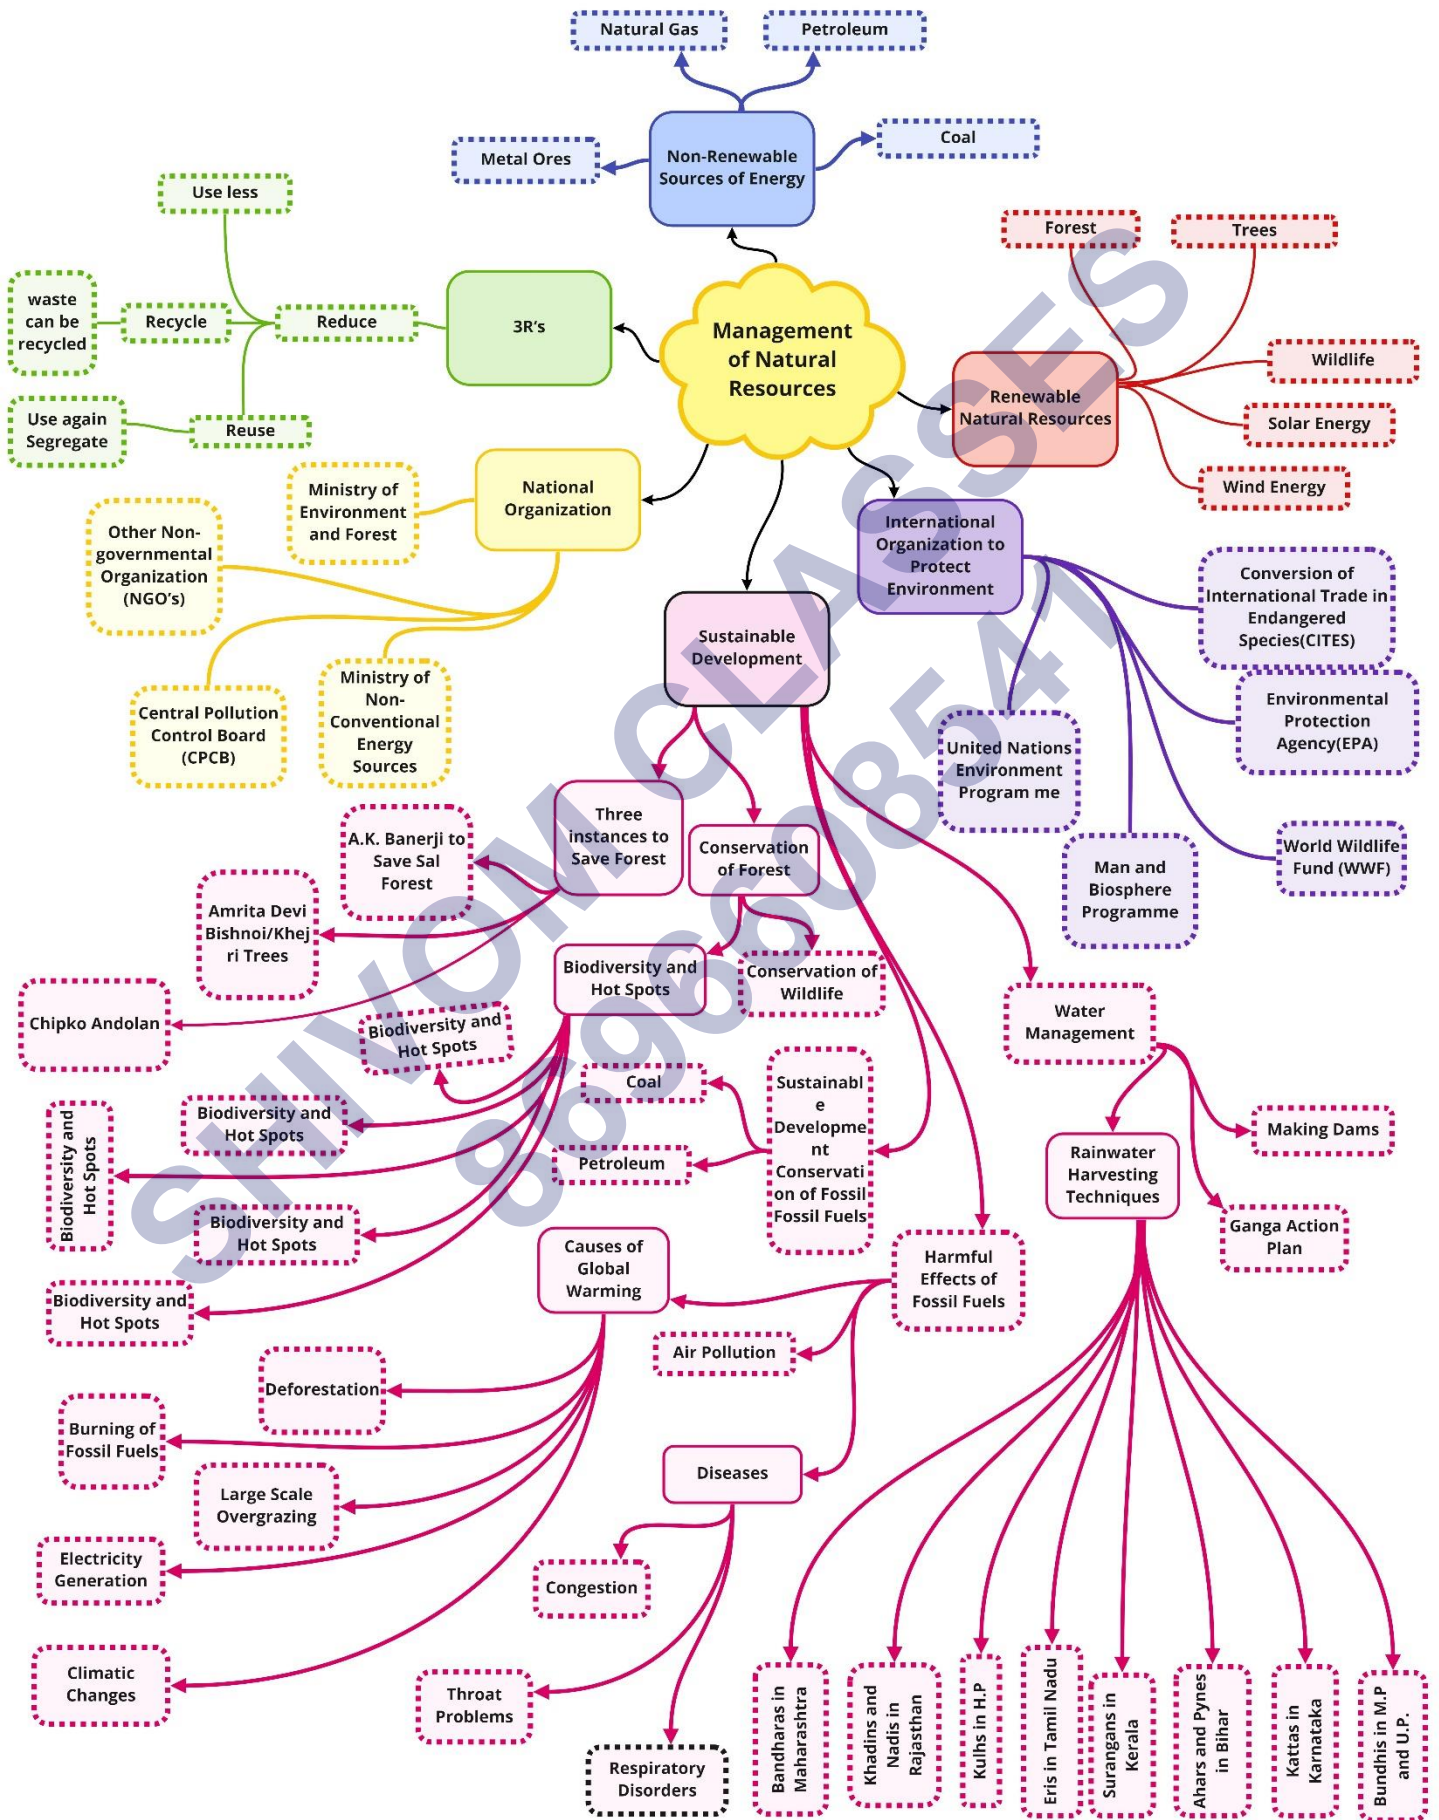 Natural Gas
Petroleum
Non-Renewable
Sources of Energy
Metal Ores
Coal
Use less
waste
can be
recycled
Recycle
Reduce
3R's
Use again
Segregate
Reuse
Management
of Natural
Resources
Forest
Trees
Wildlife
Renewable
Natural Resources
Solar Energy
Wind Energy
National
Organization
Ministry of
Environment
and Forest
Other Non-
governmental
Organization
(NGO's)
Central Pollution
Control Board
(CPCB)
Ministry of
Non-
Conventional
Energy
Sources
International
Organization to
Protect
Environment
Conversion of
International Trade in
Endangered
Species(CITES)
Environmental
Protection
Agency(EPA)
United Nations
Environment
Program me
World Wildlife
Fund (WWF)
Man and
Biosphere
Programme
Sustainable
Development
Three
instances to
Save Forest
Conservation
of Forest
A.K. Banerji to
Save Sal
Forest
Amrita Devi
Bishnoi/Khej
ri Trees
Chipko Andolan
Biodiversity and
Hot Spots
Conservation of
Wildlife
Biodiversity and
Hot Spots
Biodiversity and
Hot Spots
Biodiversity and
Hot Spots
Biodiversity and
Hot Spots
Biodiversity and
Hot Spots
Water
Management
Coal
Petroleum
Sustainabl
e
Developme
nt
Conservati
on of Fossil
Fossil Fuels
Making Dams
Rainwater
Harvesting
Techniques
Ganga Action
Plan
Causes of
Global
Warming
Harmful
Effects of
Fossil Fuels
Air Pollution
Deforestation
Burning of
Fossil Fuels
Large Scale
Overgrazing
Electricity
Generation
Climatic
Changes
Diseases
Congestion
Throat
Problems
Respiratory
Disorders
Bandharas in
Maharashtra
Khadins and
Nadis in
Rajasthan
Kulhs in H.P
Eris in Tamil Nadu
Surangans in
Kerala
Ahars and Pynes
in Bihar
Kattas in
Karnataka
Bundhis in M.P
and U.P.
SHIVOM CLASSES
8696608541